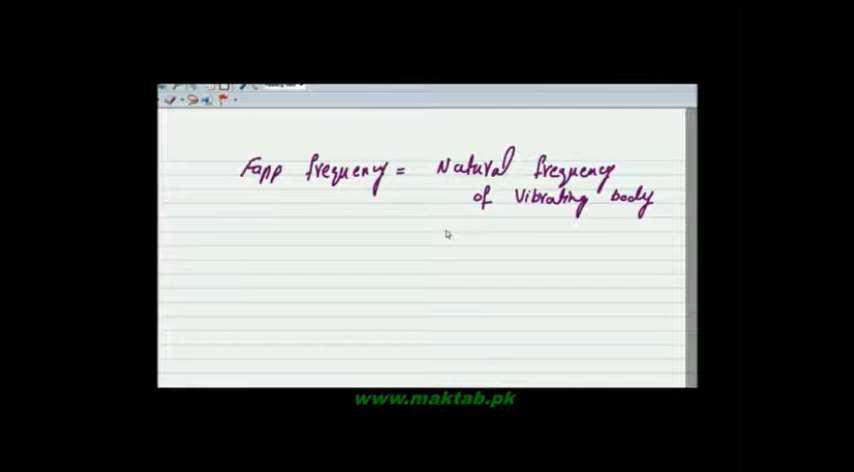 Fapp frequency = Natural frequency
of Vibrating body
www.maktab.pk